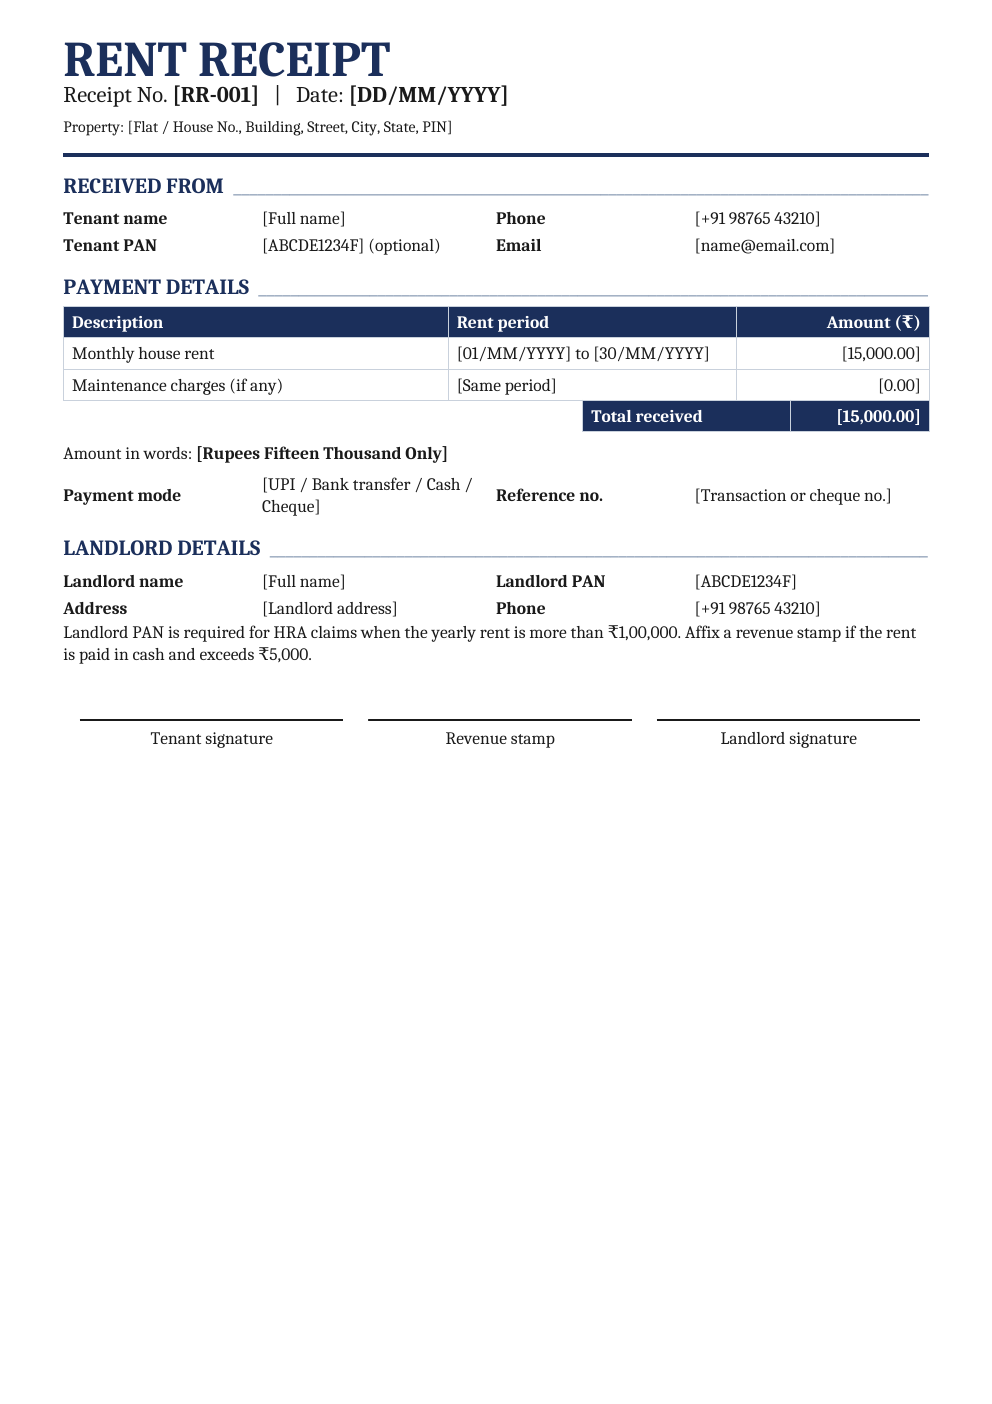 RENT RECEIPT
Receipt No. [RR-001] | Date: [DD/MM/YYYY]
Property: [Flat / House No., Building, Street, City, State, PIN]
RECEIVED FROM
Tenant name [Full name] Phone [+91 98765 43210]
Tenant PAN [ABCDE1234F] (optional) Email [name@email.com]
PAYMENT DETAILS
Description Rent period Amount (₹)
Monthly house rent [01/MM/YYYY] to [30/MM/YYYY] [15,000.00]
Maintenance charges (if any) [Same period] [0.00]
Total received [15,000.00]
Amount in words: [Rupees Fifteen Thousand Only]
Payment mode [UPI / Bank transfer / Cash / Cheque] Reference no. [Transaction or cheque no.]
LANDLORD DETAILS
Landlord name [Full name] Landlord PAN [ABCDE1234F]
Address [Landlord address] Phone [+91 98765 43210]
Landlord PAN is required for HRA claims when the yearly rent is more than ₹1,00,000. Affix a revenue stamp if the rent
is paid in cash and exceeds ₹5,000.
Tenant signature Revenue stamp Landlord signature